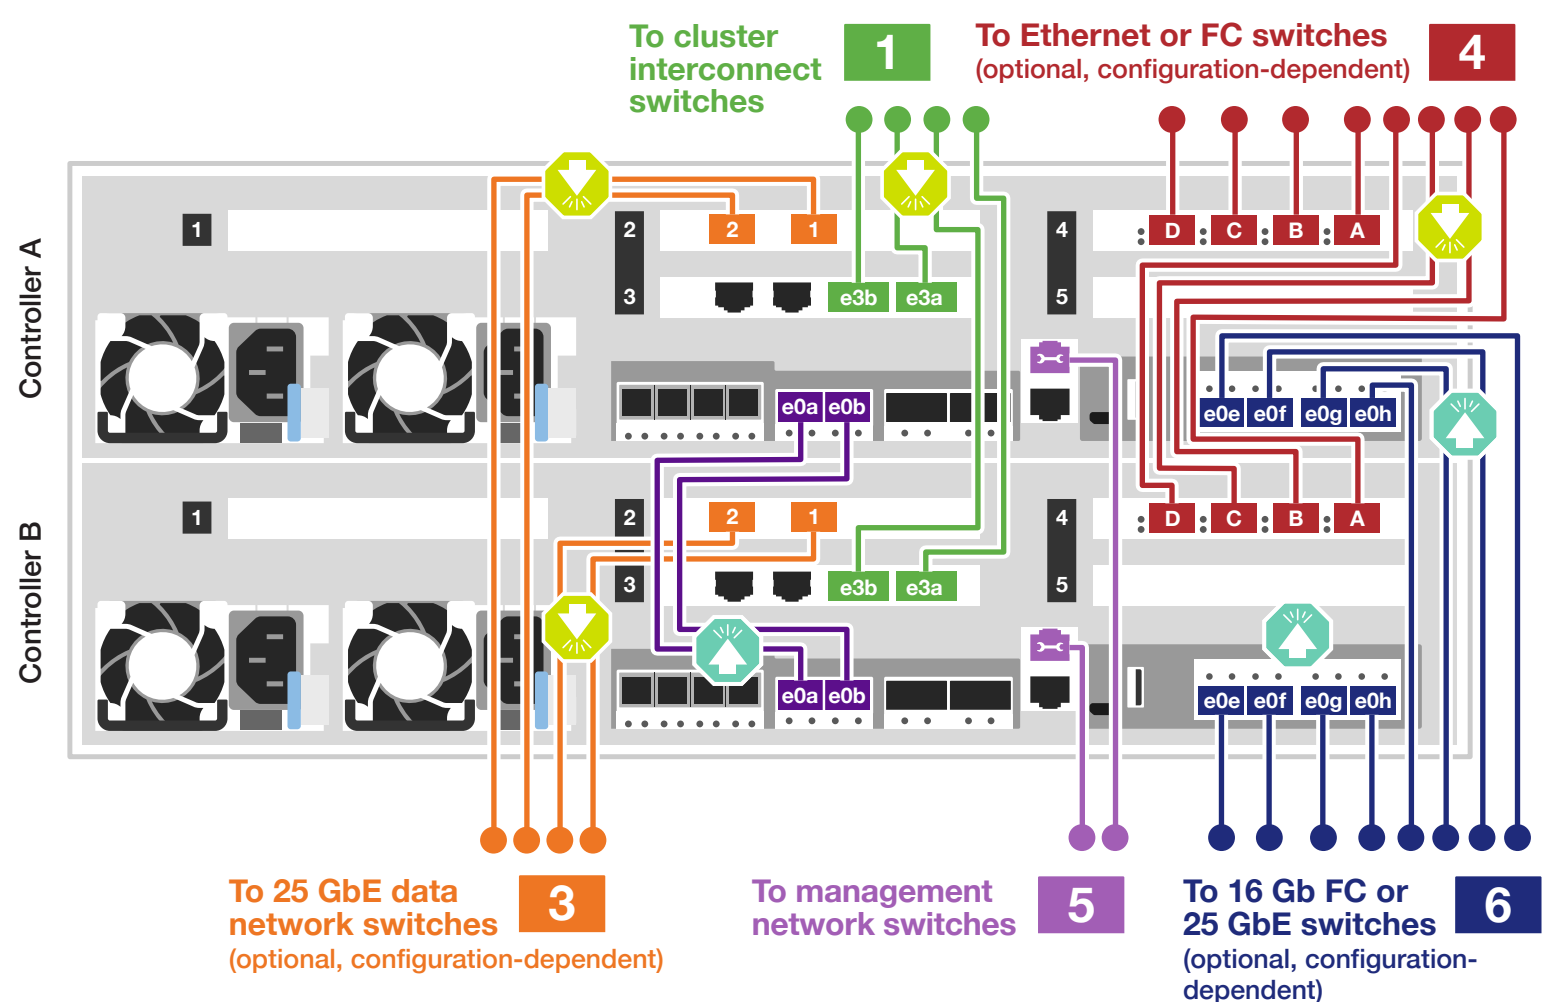 To cluster
interconnect
switches
1
To Ethernet or FC switches
(optional, configuration-dependent)
4
Controller A
1
2
2
1
4
D
C
B
A
3
e3b
e3a
5
e0a
e0b
e0e
e0f
e0g
e0h
Controller B
1
2
2
1
4
D
C
B
A
3
e3b
e3a
5
e0a
e0b
e0e
e0f
e0g
e0h
To 25 GbE data
network switches
(optional, configuration-dependent)
3
To management
network switches
5
To 16 Gb FC or
25 GbE switches
(optional, configuration-
dependent)
6